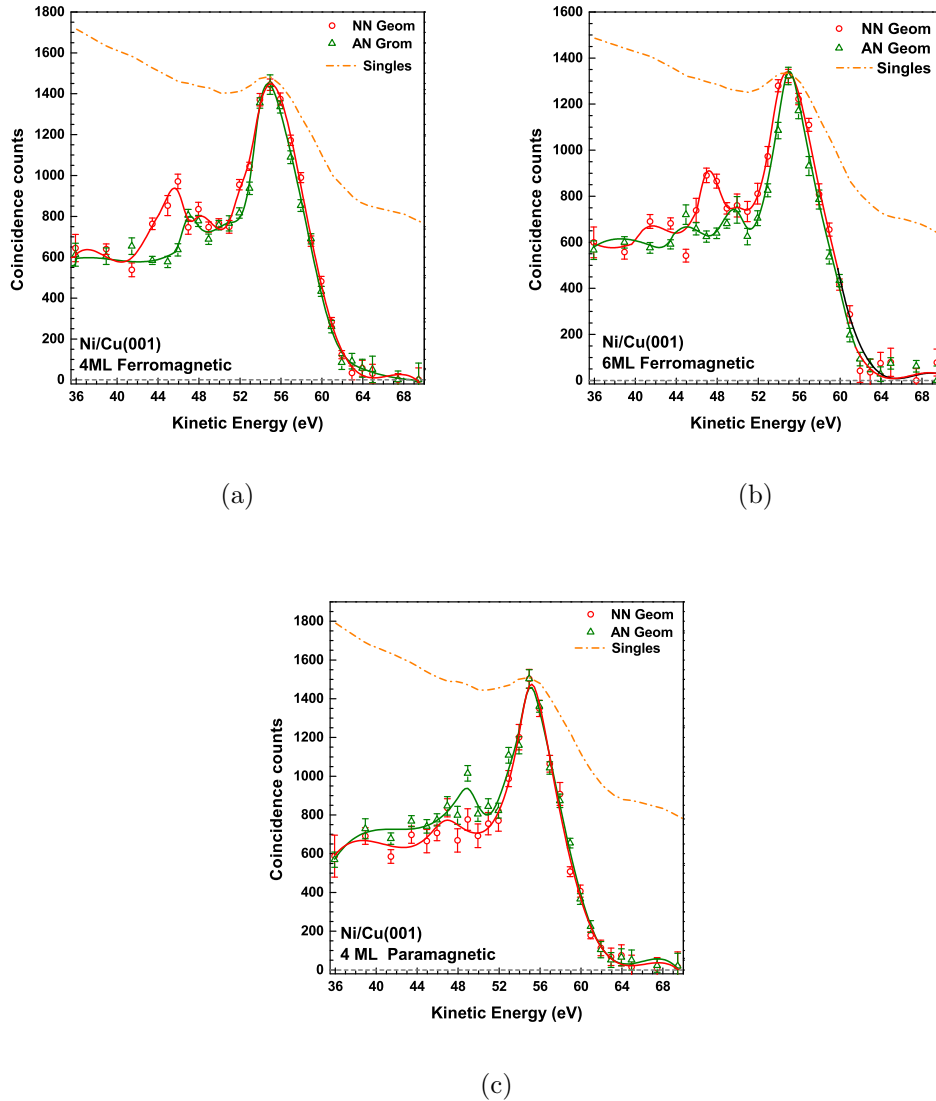 NN Geom
AN Grom
Singles
Coincidence counts
1800
1600
1400
1200
1000
800
600
400
200
0
Ni/Cu(001)
4ML Ferromagnetic
36 40 44 48 52 56 60 64 68
Kinetic Energy (eV)
(a)
NN Geom
AN Geom
Singles
Coincidence counts
1600
1400
1200
1000
800
600
400
200
0
Ni/Cu(001)
6ML Ferromagnetic
36 40 44 48 52 56 60 64 68
Kinetic Energy (eV)
(b)
NN Geom
AN Geom
Singles
Coincidence counts
1800
1600
1400
1200
1000
800
600
400
200
0
Ni/Cu(001)
4 ML Paramagnetic
36 40 44 48 52 56 60 64 68
Kinetic Energy (eV)
(c)